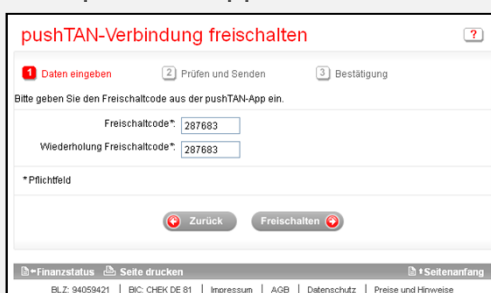 pushTAN-Verbindung freischalten
?
1 Daten eingeben 2 Prüfen und Senden 3 Bestätigung
Bitte geben Sie den Freischaltcode aus der pushTAN-App ein.
Freischaltcode*: 287683
Wiederholung Freischaltcode*: 287683
* Pflichtfeld
Zurück Freischalten
Finanzstatus Seite drucken Seitenanfang
BLZ: 94059421 | BIC: CHEK DE 81 | Impressum | AGB | Datenschutz | Preise und Hinweise